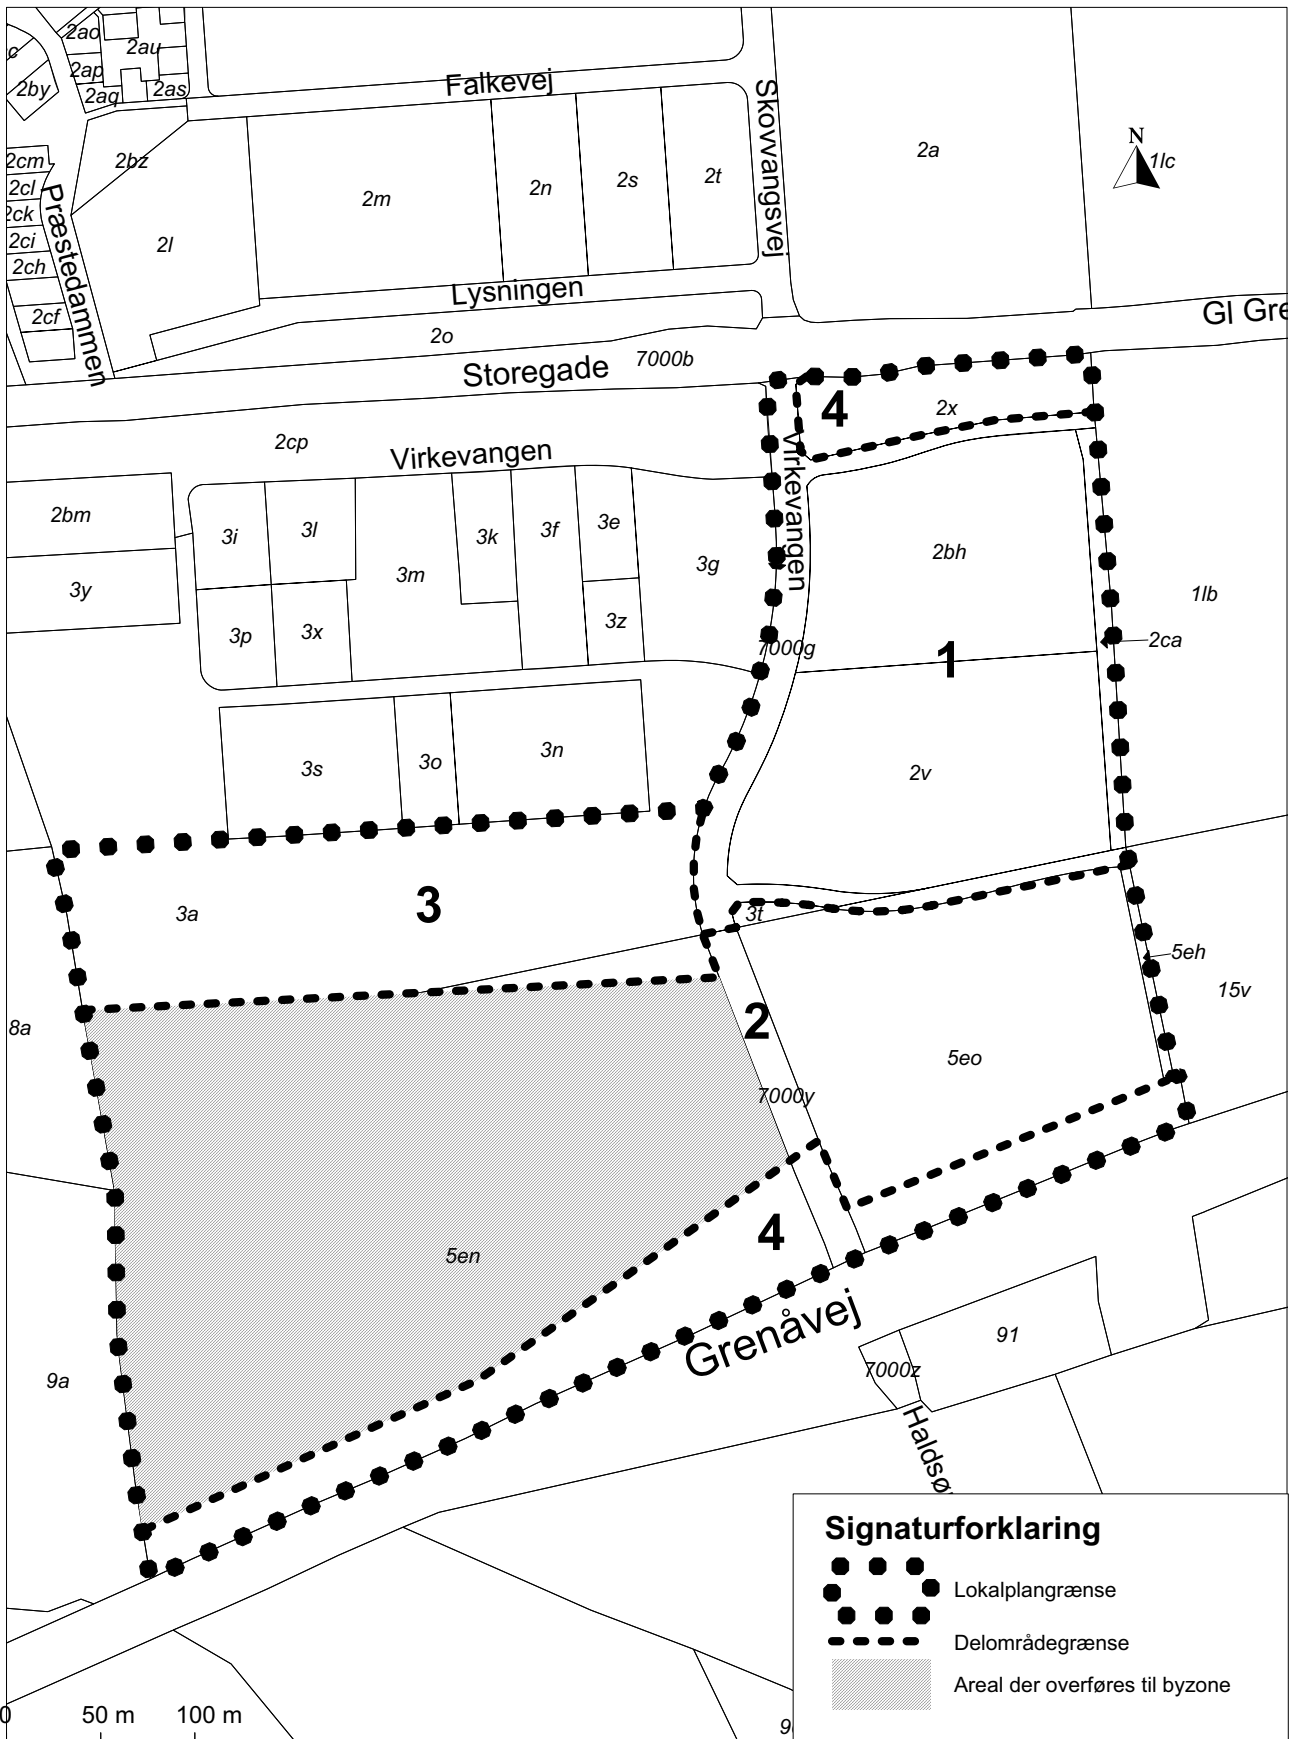 2ao
2au
c
2ap
2by
2aq
2as
Falkevej
Skovvangsvej
N
2a
1lc
2cm
2bz
2cl
2ck
2ci
2ch
2cf
Præstedammen
2m
2n
2s
2t
2l
Lysningen
2o
Gl Gre
7000b
Storegade
4
2x
2cp
Virkevangen
Virkevangen
2bm
3i
3l
3k
3f
3e
3y
3m
3g
2bh
3p
3x
3z
1lb
7000g
1
2ca
3s
3o
3n
2v
3a
3
3t
5eh
15v
8a
2
5eo
7000y
5en
4
Grenåvej
9a
91
7000z
Haldsø
Signaturforklaring
Lokalplangrænse
Delområdegrænse
Areal der overføres til byzone
0 50 m 100 m